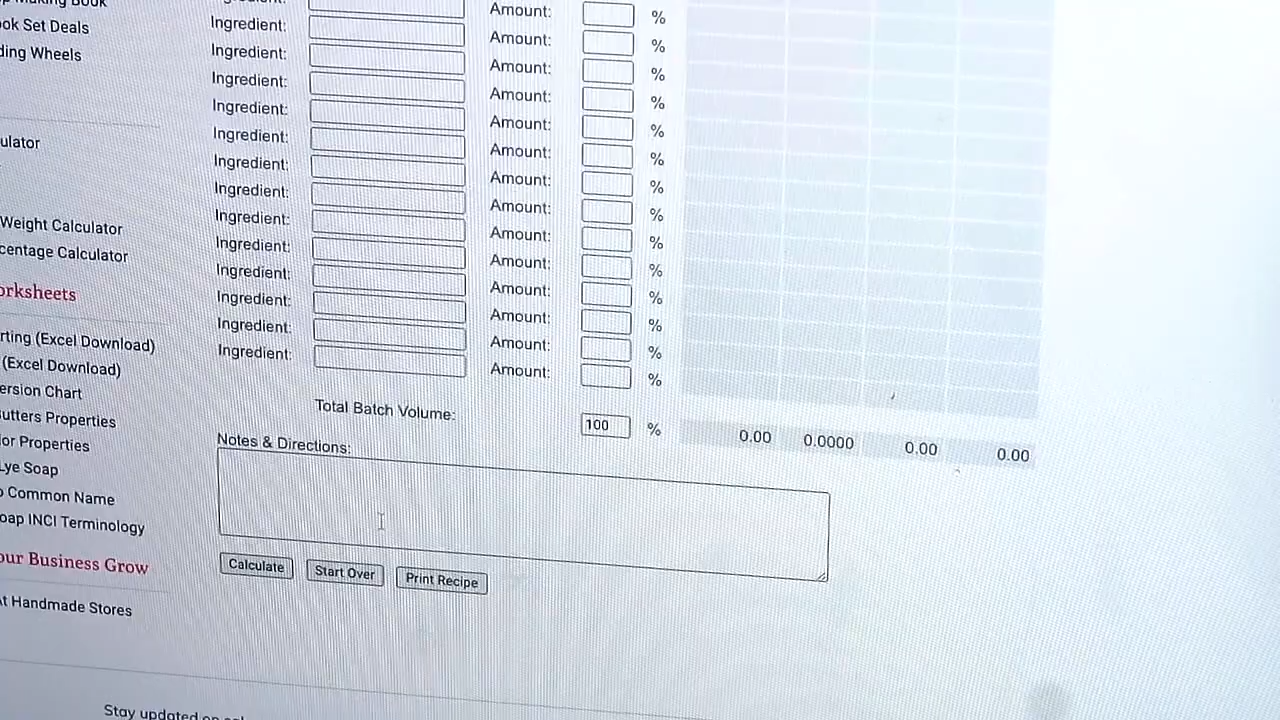 ok Set Deals
ding Wheels
ulator
Weight Calculator
centage Calculator
orksheets
rting (Excel Download)
(Excel Download)
ersion Chart
utters Properties
or Properties
Lye Soap
o Common Name
oap INCI Terminology
our Business Grow
At Handmade Stores
Amount: %
Ingredient: Amount: %
Ingredient: Amount: %
Ingredient: Amount: %
Ingredient: Amount: %
Ingredient: Amount: %
Ingredient: Amount: %
Ingredient: Amount: %
Ingredient: Amount: %
Ingredient: Amount: %
Ingredient: Amount: %
Ingredient: Amount: %
Ingredient: Amount: %
Ingredient: Amount: %
Total Batch Volume: 100 % 0.00 0.0000 0.00 0.00
Notes & Directions:
Calculate Start Over Print Recipe
Stay updated on